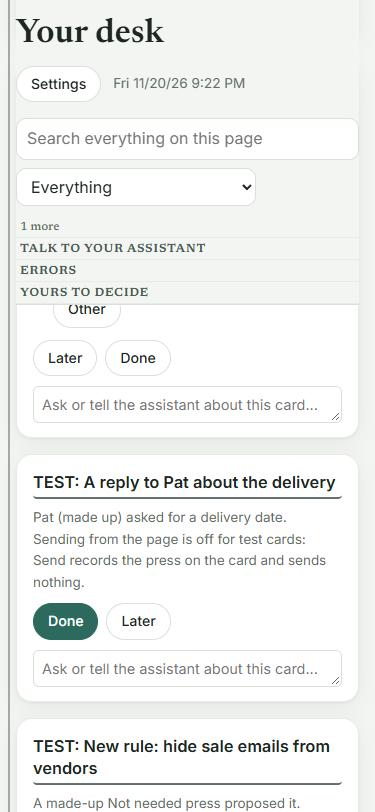 Your desk
Settings
Fri 11/20/26 9:22 PM
Search everything on this page
Everything
1 more
TALK TO YOUR ASSISTANT
ERRORS
YOURS TO DECIDE
Other
Later
Done
Ask or tell the assistant about this card...
TEST: A reply to Pat about the delivery
Pat (made up) asked for a delivery date.
Sending from the page is off for test cards:
Send records the press on the card and sends
nothing.
Done
Later
Ask or tell the assistant about this card...
TEST: New rule: hide sale emails from
vendors
A made-up Not needed press proposed it.